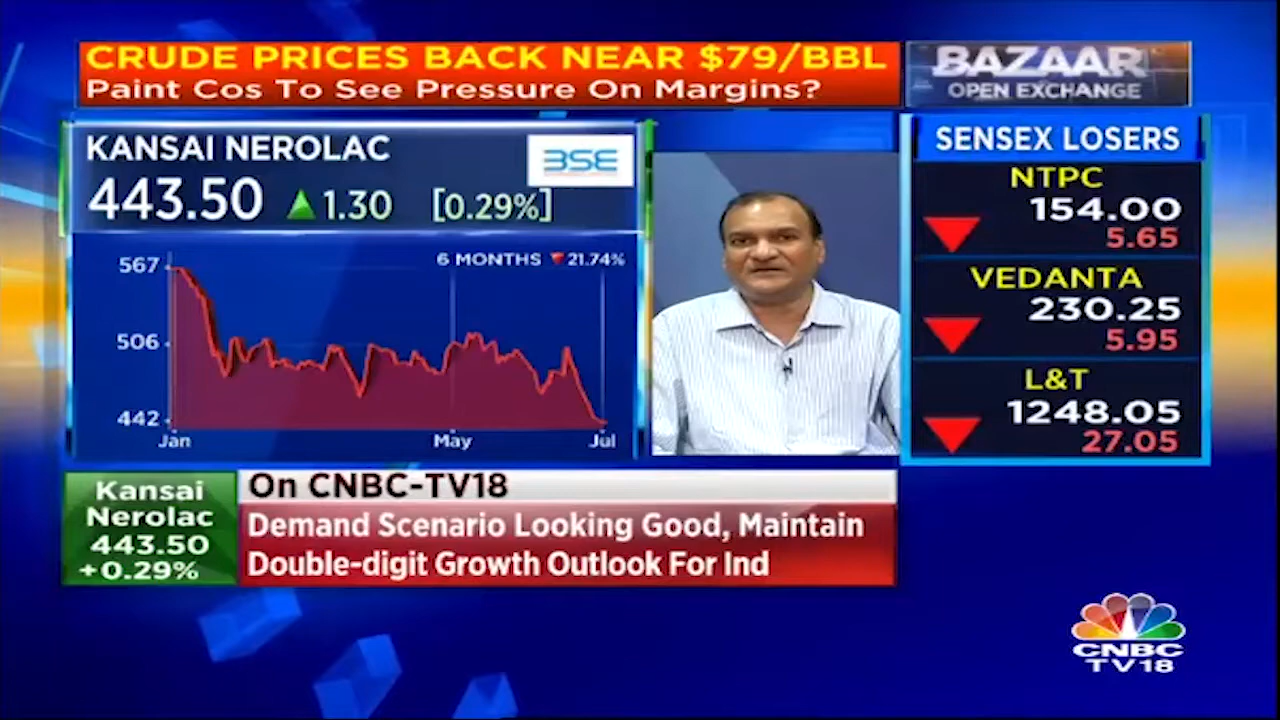 CRUDE PRICES BACK NEAR $79/BBL
Paint Cos To See Pressure On Margins?
BAZAAR
OPEN EXCHANGE
KANSAI NEROLAC
BSE
443.50 ▲ 1.30 [0.29%]
6 MONTHS ▼ 21.74%
567
506
442
Jan May Jul
SENSEX LOSERS
NTPC
154.00
5.65
VEDANTA
230.25
5.95
L&T
1248.05
27.05
Kansai
Nerolac
443.50
+0.29%
On CNBC-TV18
Demand Scenario Looking Good, Maintain
Double-digit Growth Outlook For Ind
CNBC
TV18